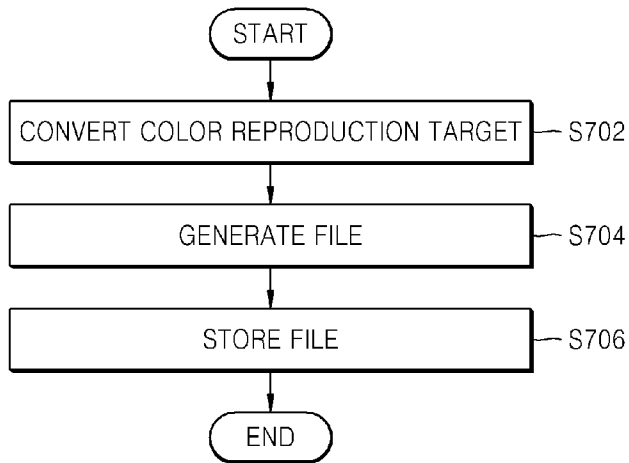 START
CONVERT COLOR REPRODUCTION TARGET S702
GENERATE FILE S704
STORE FILE S706
END